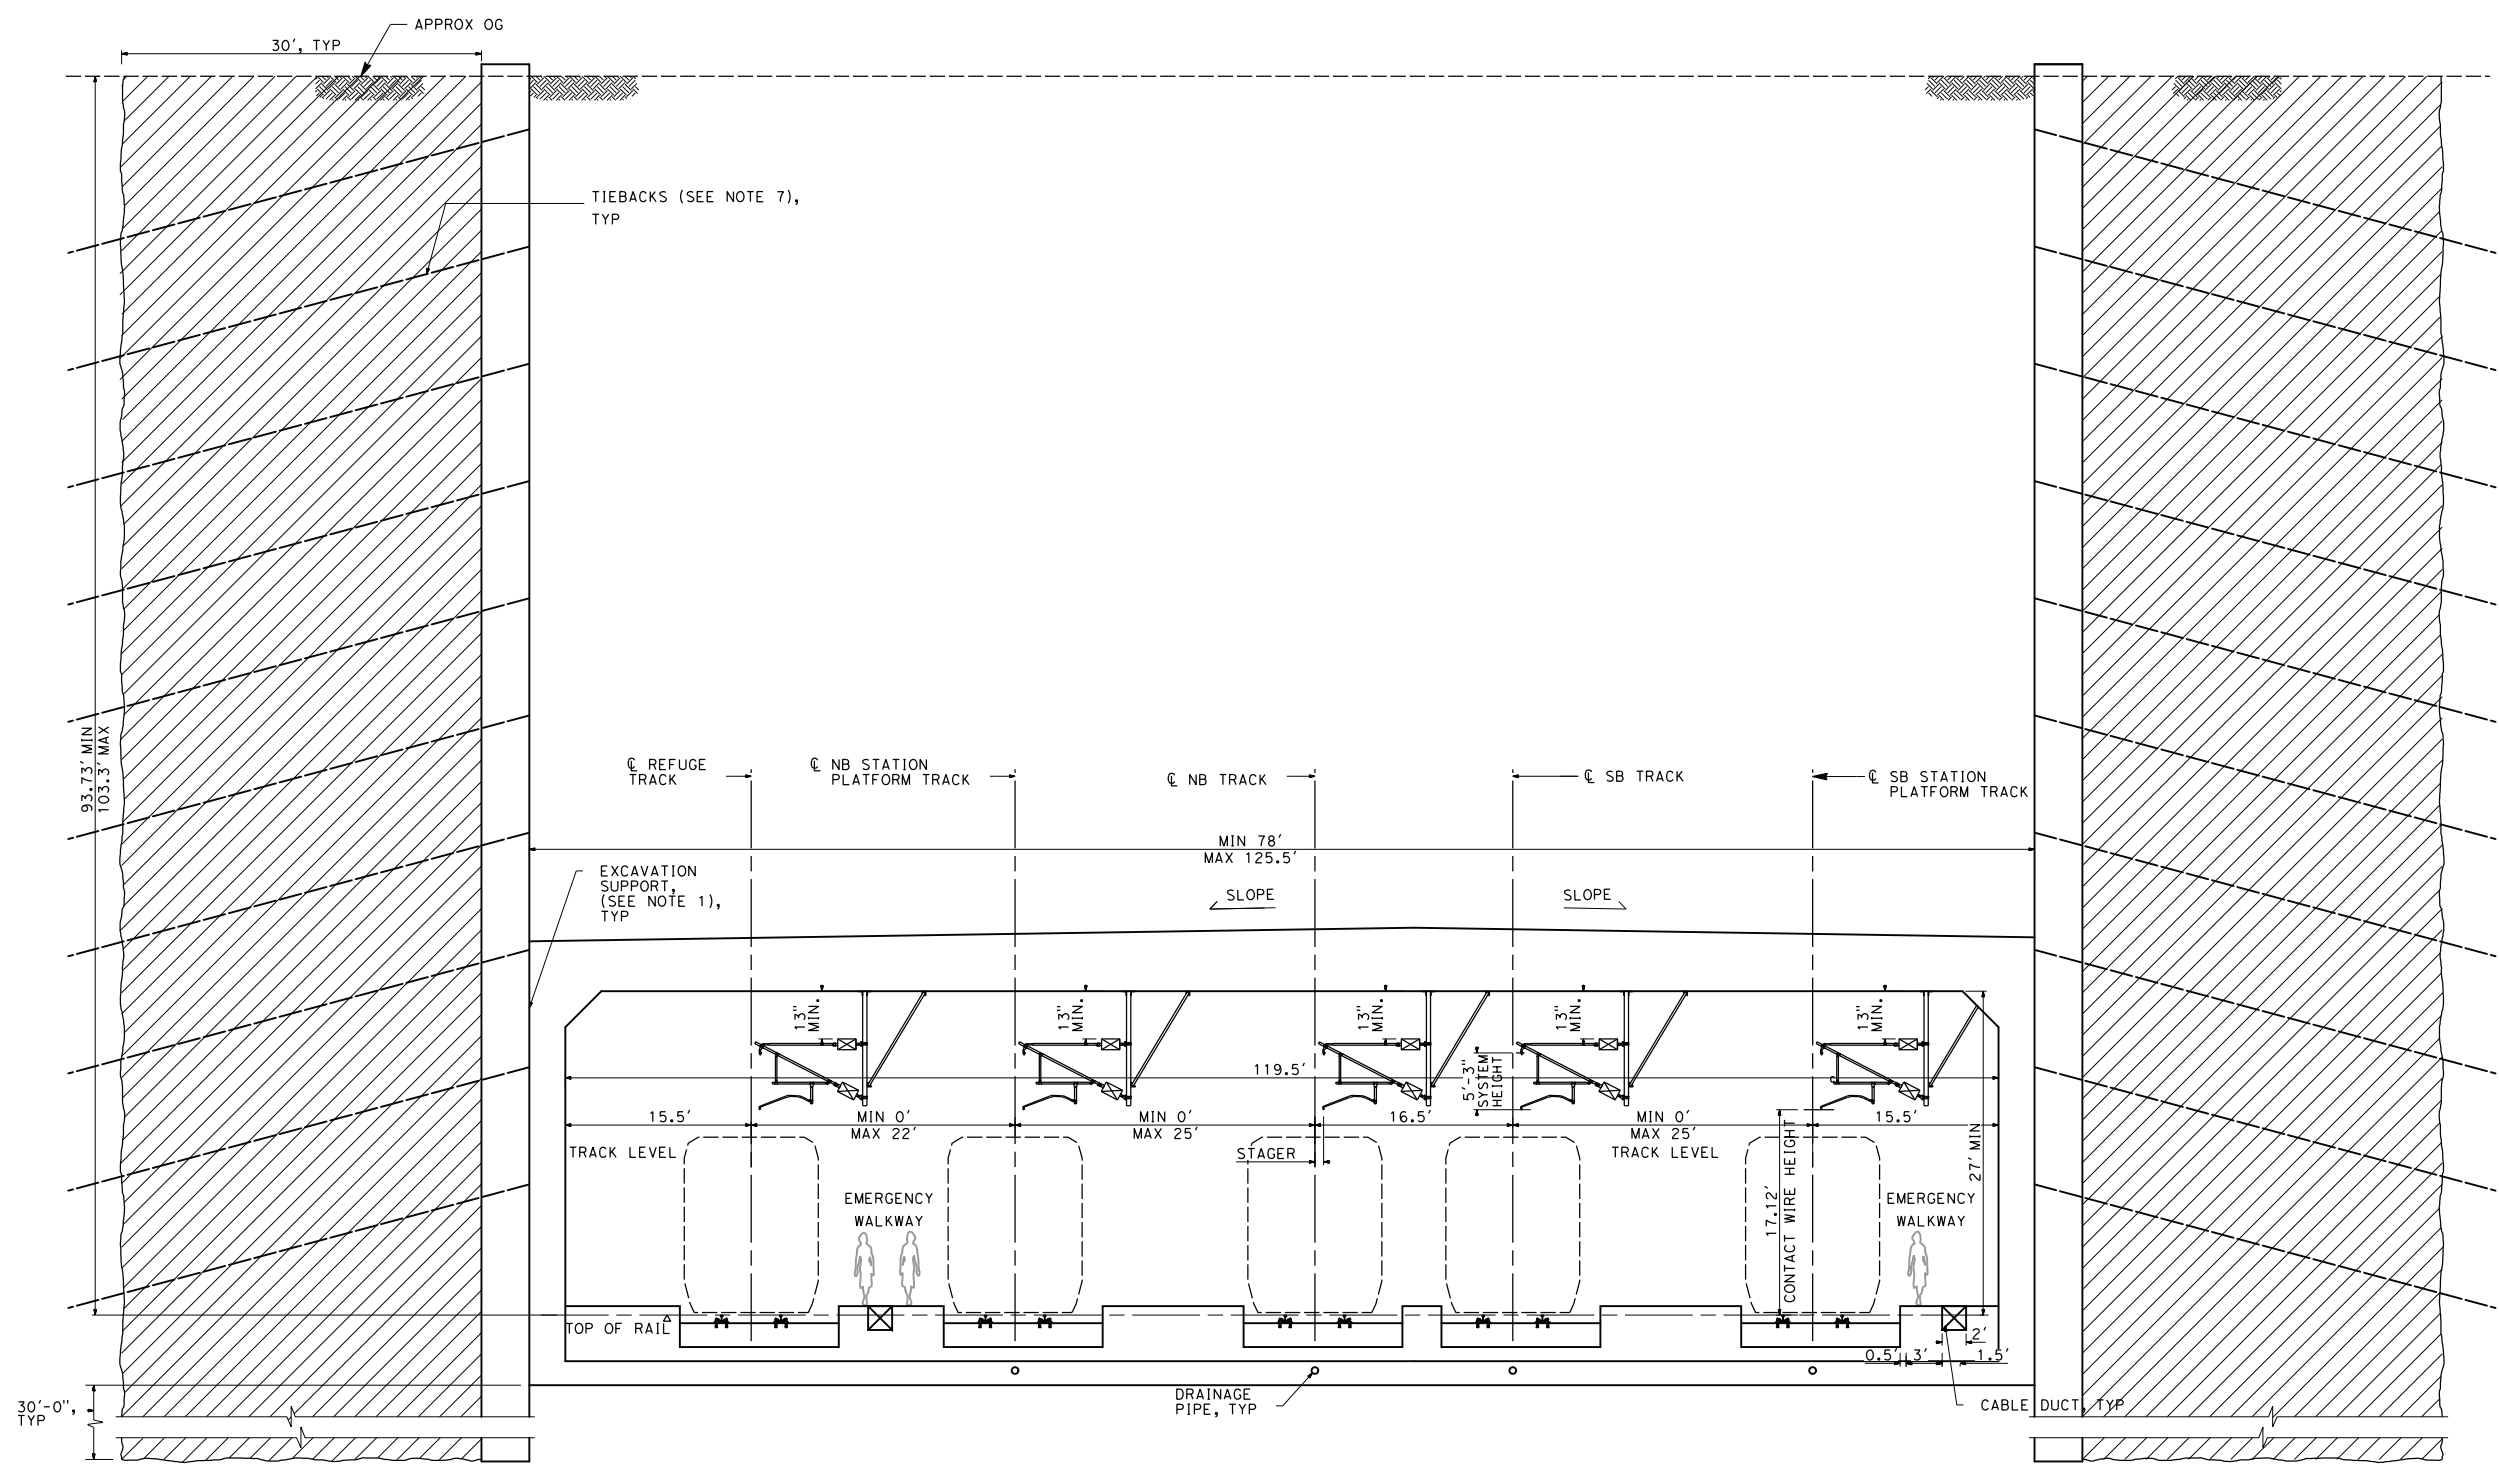 APPROX OG
30', TYP
TIEBACKS (SEE NOTE 7),
TYP
93.73' MIN
103.3' MAX
℄ REFUGE
TRACK
℄ NB STATION
PLATFORM TRACK
℄ NB TRACK
℄ SB TRACK
℄ SB STATION
PLATFORM TRACK
MIN 78'
MAX 125.5'
EXCAVATION
SUPPORT,
(SEE NOTE 1),
TYP
SLOPE
SLOPE
13"
MIN.
13"
MIN.
13"
MIN.
13"
MIN.
13"
MIN.
119.5'
5'-3"
SYSTEM
HEIGHT
15.5'
MIN 0'
MAX 22'
MIN 0'
MAX 25'
16.5'
MIN 0'
MAX 25'
15.5'
TRACK LEVEL
STAGER
TRACK LEVEL
17.12'
CONTACT WIRE HEIGHT
27' MIN
EMERGENCY
WALKWAY
EMERGENCY
WALKWAY
TOP OF RAIL
2'
0.5'
3'
1.5'
DRAINAGE
PIPE, TYP
CABLE DUCT, TYP
30'-0",
TYP